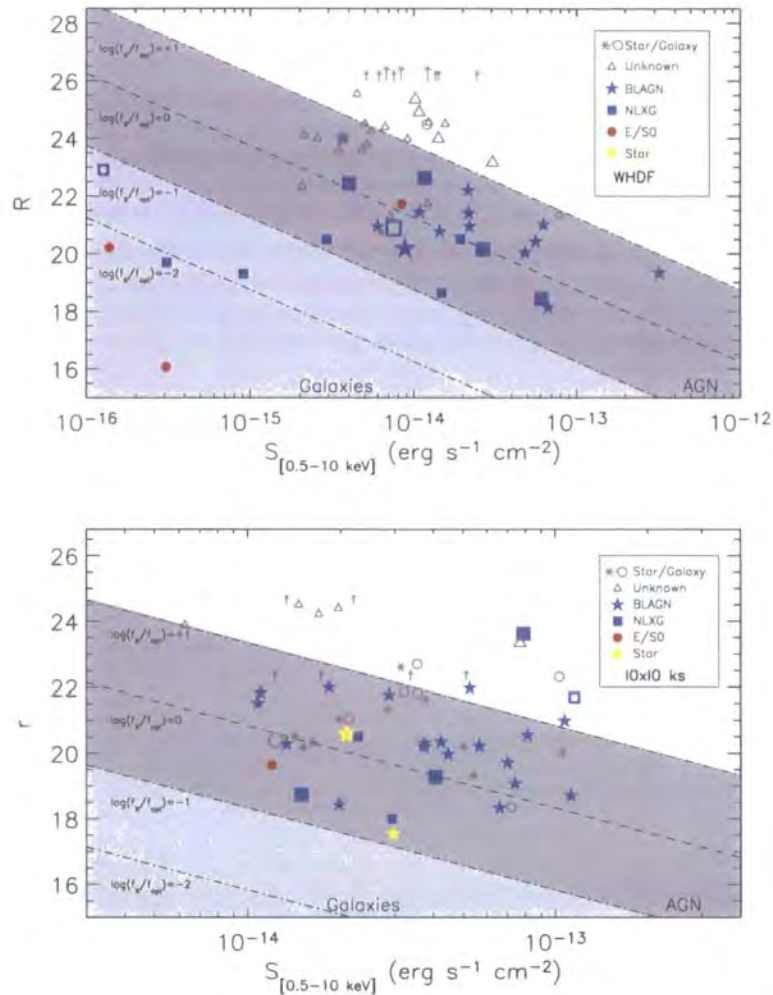 28
26
24
22
20
18
16
R
log(fx/fopt)=+1
log(fx/fopt)=0
log(fx/fopt)=-1
log(fx/fopt)=-2
Star/Galaxy
Unknown
BLAGN
NLXG
E/S0
Star
WHDF
Galaxies
AGN
10-16
10-15
10-14
10-13
10-12
S[0.5-10 keV] (erg s-1 cm-2)
26
24
22
20
18
16
r
log(fx/fopt)=+1
log(fx/fopt)=0
log(fx/fopt)=-1
log(fx/fopt)=-2
Star/Galaxy
Unknown
BLAGN
NLXG
E/S0
Star
10x10 ks
Galaxies
AGN
10-14
10-13
S[0.5-10 keV] (erg s-1 cm-2)